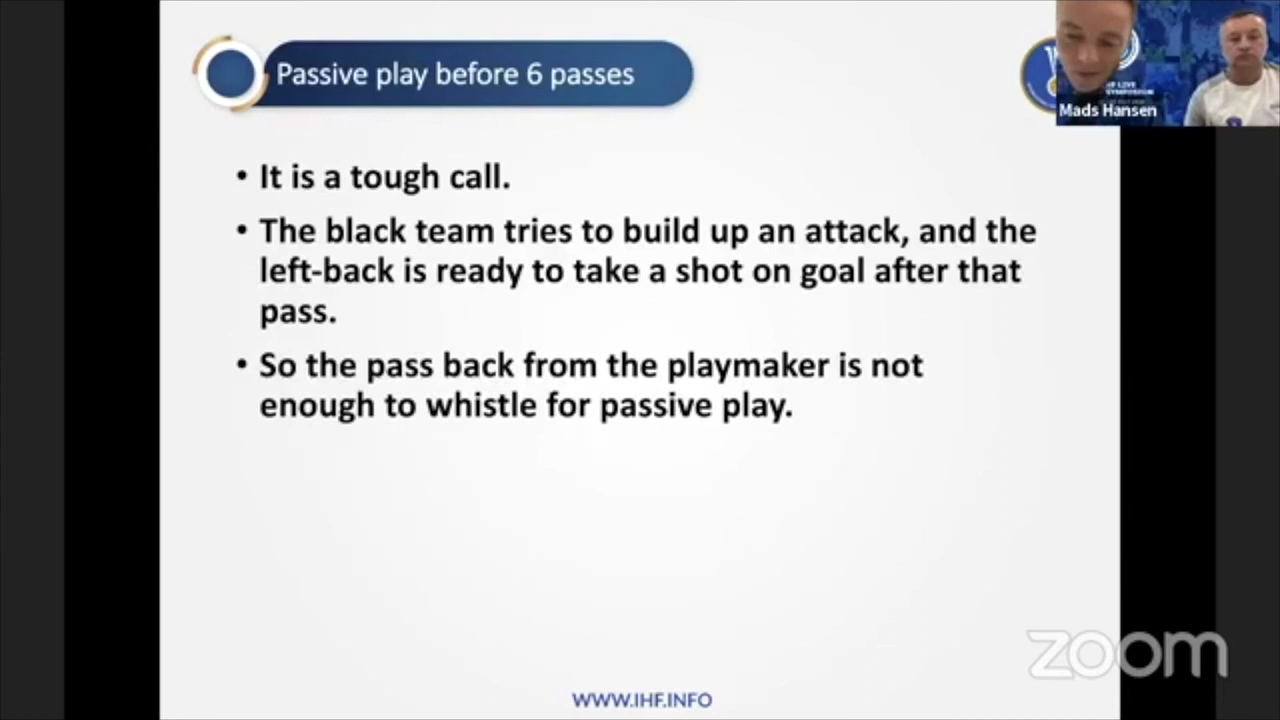 Passive play before 6 passes
Mads Hansen
• It is a tough call.
• The black team tries to build up an attack, and the
left-back is ready to take a shot on goal after that
pass.
• So the pass back from the playmaker is not
enough to whistle for passive play.
zoom
WWW.IHF.INFO